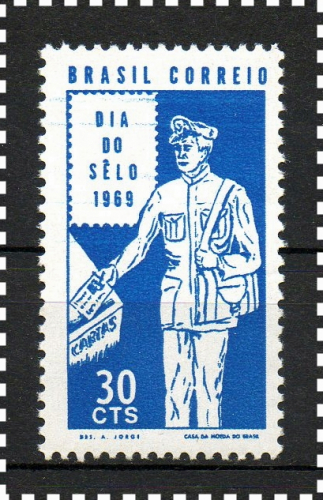 BRASIL CORREIO
DIA
DO
SÊLO
1969
CARTAS
30
CTS
DES. A. JORGE CASA DA MOEDA DO BRASIL